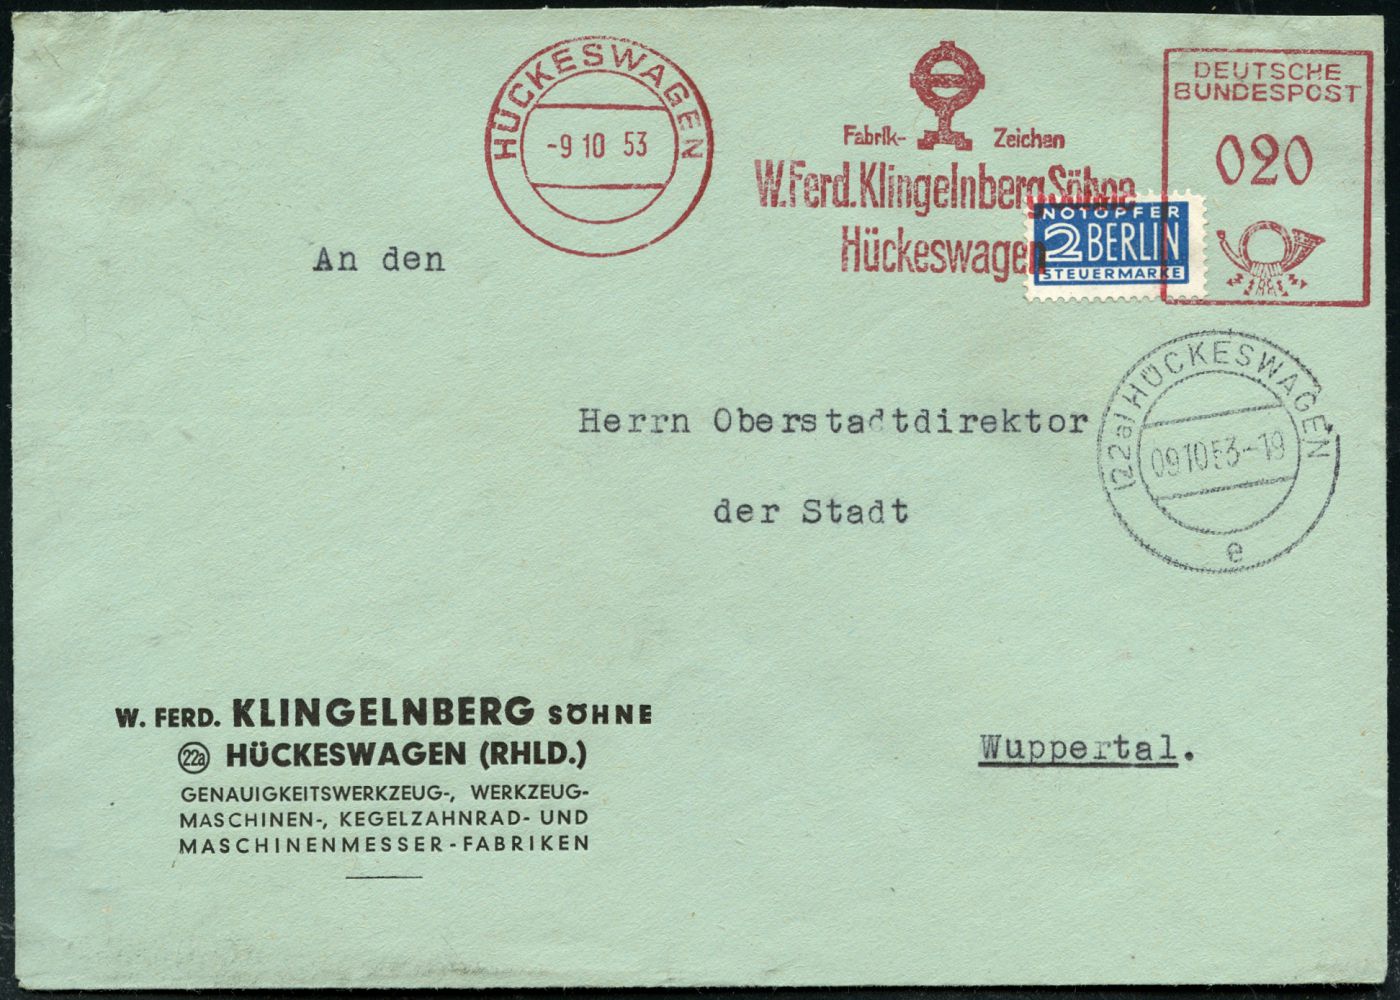 HÜCKESWAGEN
-9 10 53
Fabrik- Zeichen
W.Ferd.Klingelnberg Söhne
Hückeswagen
DEUTSCHE
BUNDESPOST
020
NOTOPFER
2 BERLIN
STEUERMARKE
(22a) HÜCKESWAGEN
09.10.53-19
e
An den
Herrn Oberstadtdirektor
der Stadt
Wuppertal.
W. FERD. KLINGELNBERG SÖHNE
22a HÜCKESWAGEN (RHLD.)
GENAUIGKEITSWERKZEUG-, WERKZEUG-
MASCHINEN-, KEGELZAHNRAD- UND
MASCHINENMESSER-FABRIKEN